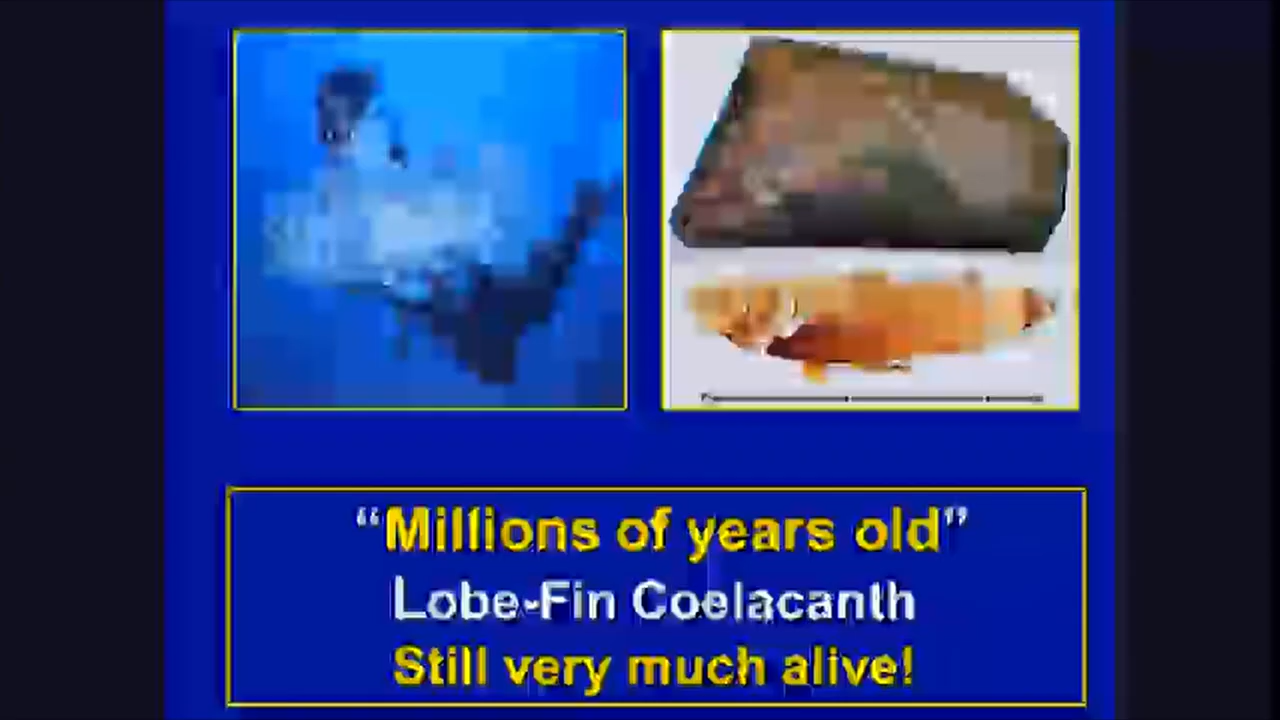 “Millions of years old”
Lobe-Fin Coelacanth
Still very much alive!